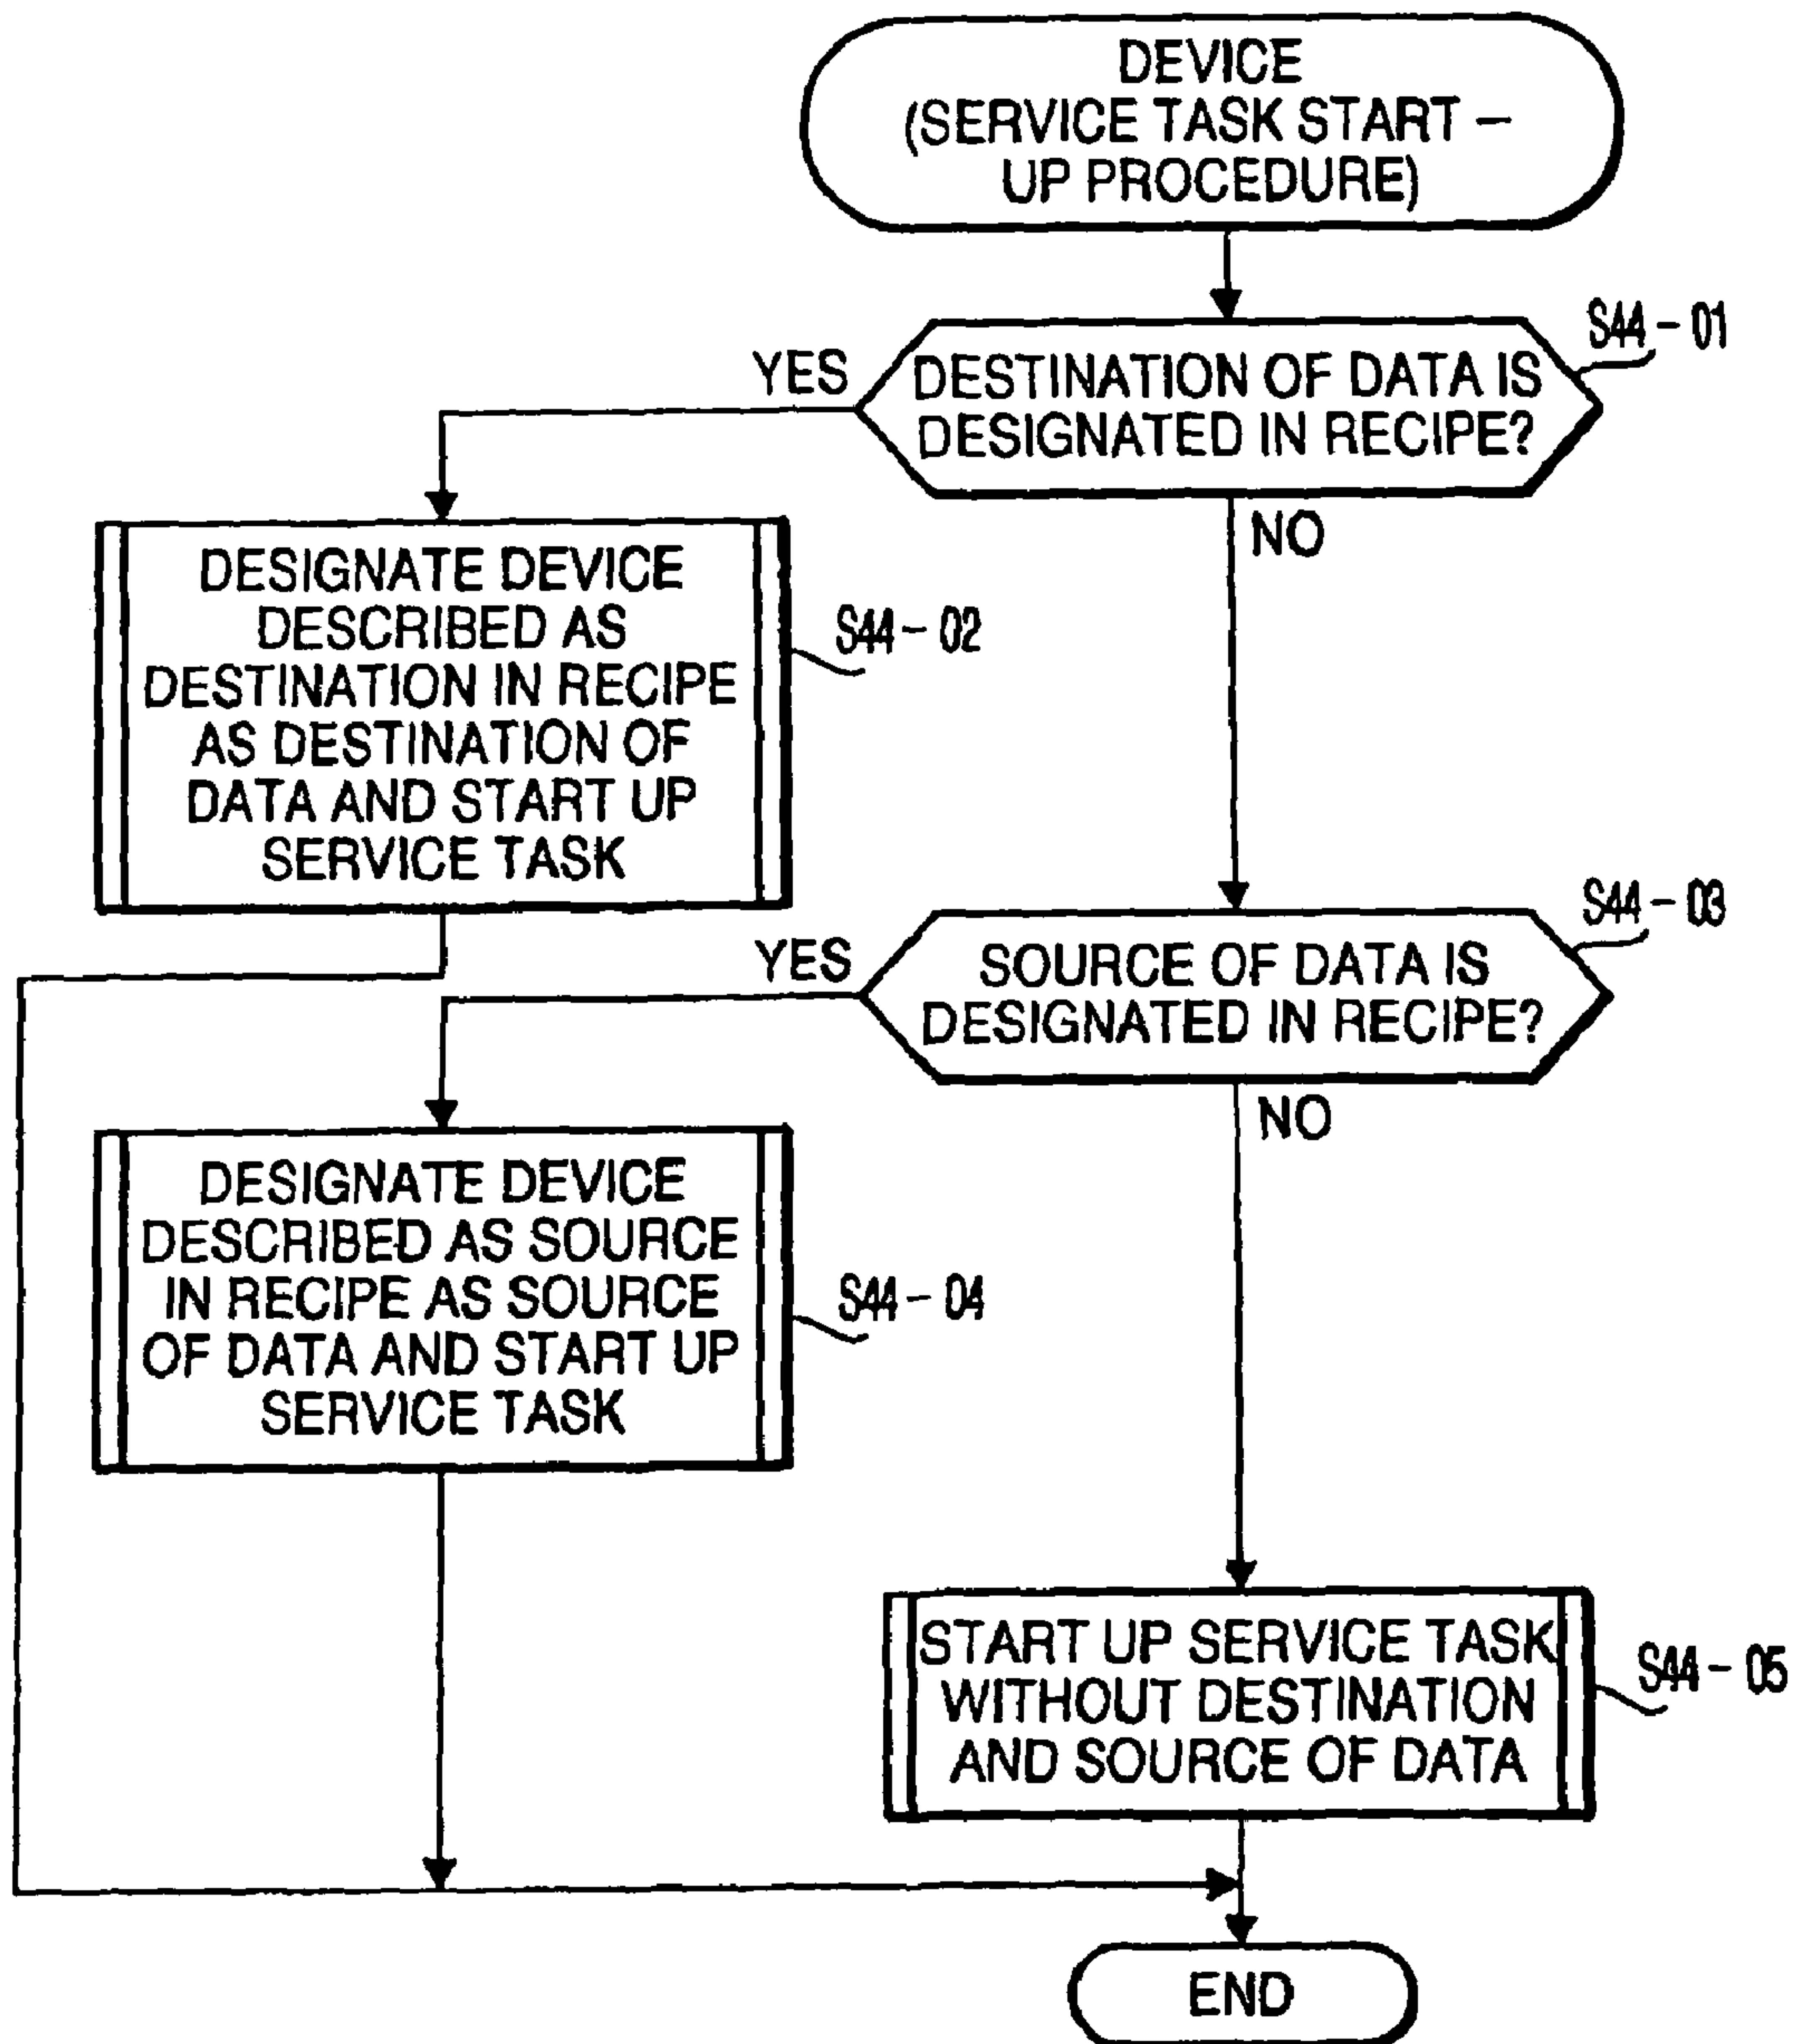 DEVICE
(SERVICE TASK START –
UP PROCEDURE)
S44 – 01
YES
DESTINATION OF DATA IS
DESIGNATED IN RECIPE?
NO
DESIGNATE DEVICE
DESCRIBED AS
DESTINATION IN RECIPE
AS DESTINATION OF
DATA AND START UP
SERVICE TASK
S44 – 02
S44 – 03
YES
SOURCE OF DATA IS
DESIGNATED IN RECIPE?
NO
DESIGNATE DEVICE
DESCRIBED AS SOURCE
IN RECIPE AS SOURCE
OF DATA AND START UP
SERVICE TASK
S44 – 04
START UP SERVICE TASK
WITHOUT DESTINATION
AND SOURCE OF DATA
S44 – 05
END